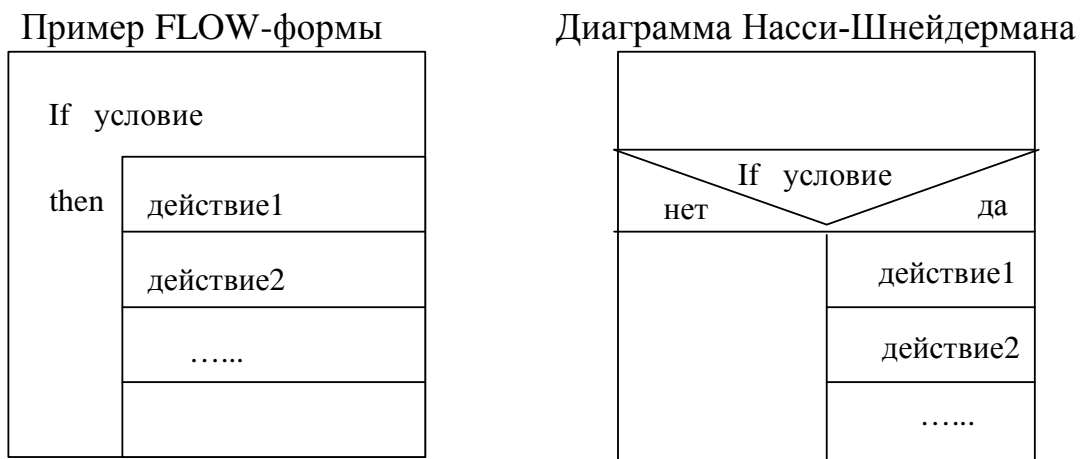 Пример FLOW-формы
If условие
then
действие1
действие2
…...
Диаграмма Насси-Шнейдермана
If условие
нет
да
действие1
действие2
…...